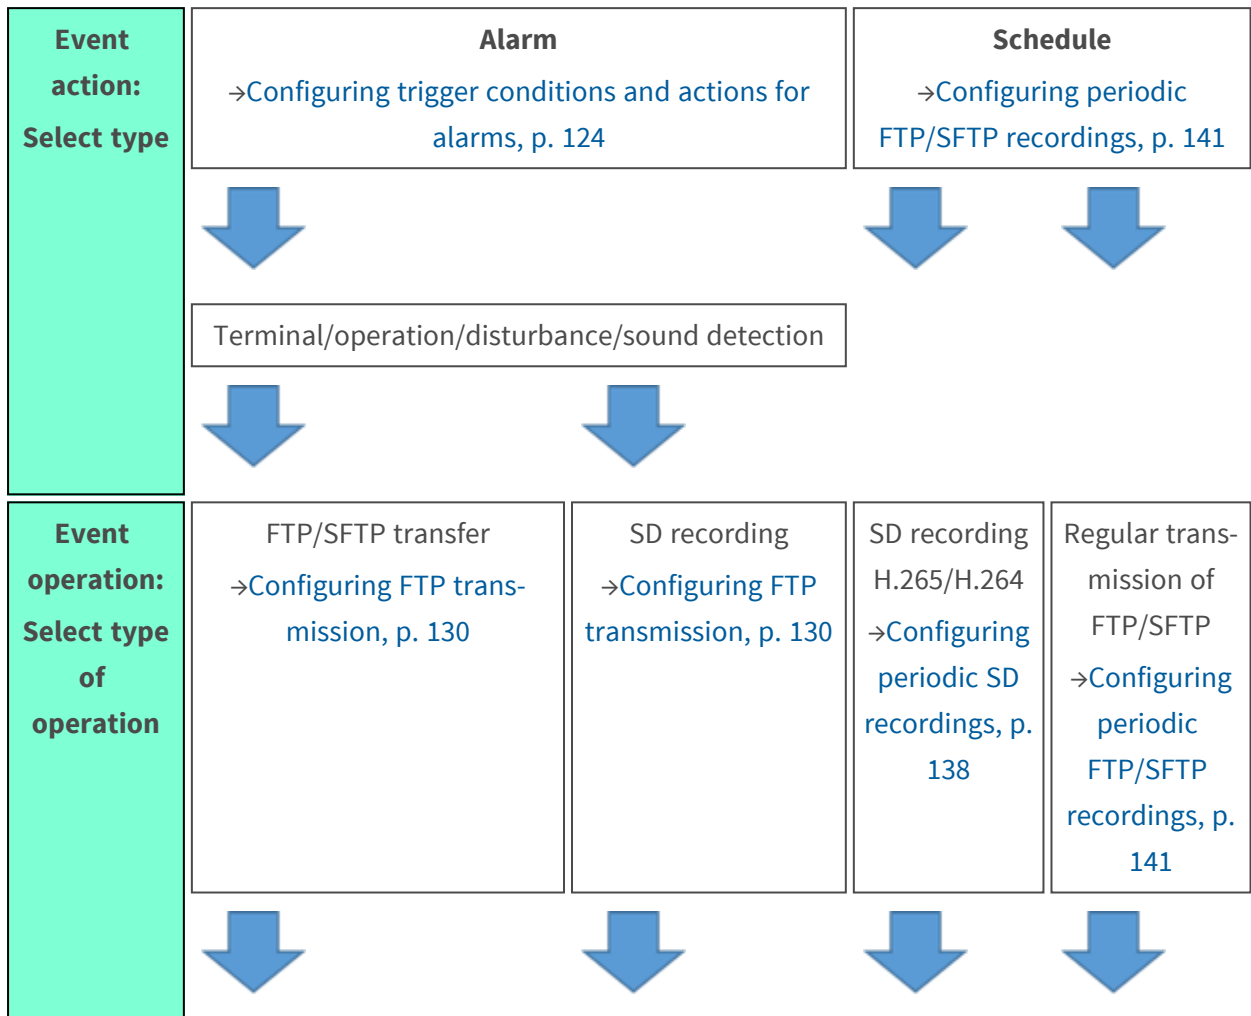 Event
action:
Select type
Alarm
→Configuring trigger conditions and actions for
alarms, p. 124
Schedule
→Configuring periodic
FTP/SFTP recordings, p. 141
Terminal/operation/disturbance/sound detection
Event
operation:
Select type
of
operation
FTP/SFTP transfer
→Configuring FTP trans-
mission, p. 130
SD recording
→Configuring FTP
transmission, p. 130
SD recording
H.265/H.264
→Configuring
periodic SD
recordings, p.
138
Regular trans-
mission of
FTP/SFTP
→Configuring
periodic
FTP/SFTP
recordings, p.
141